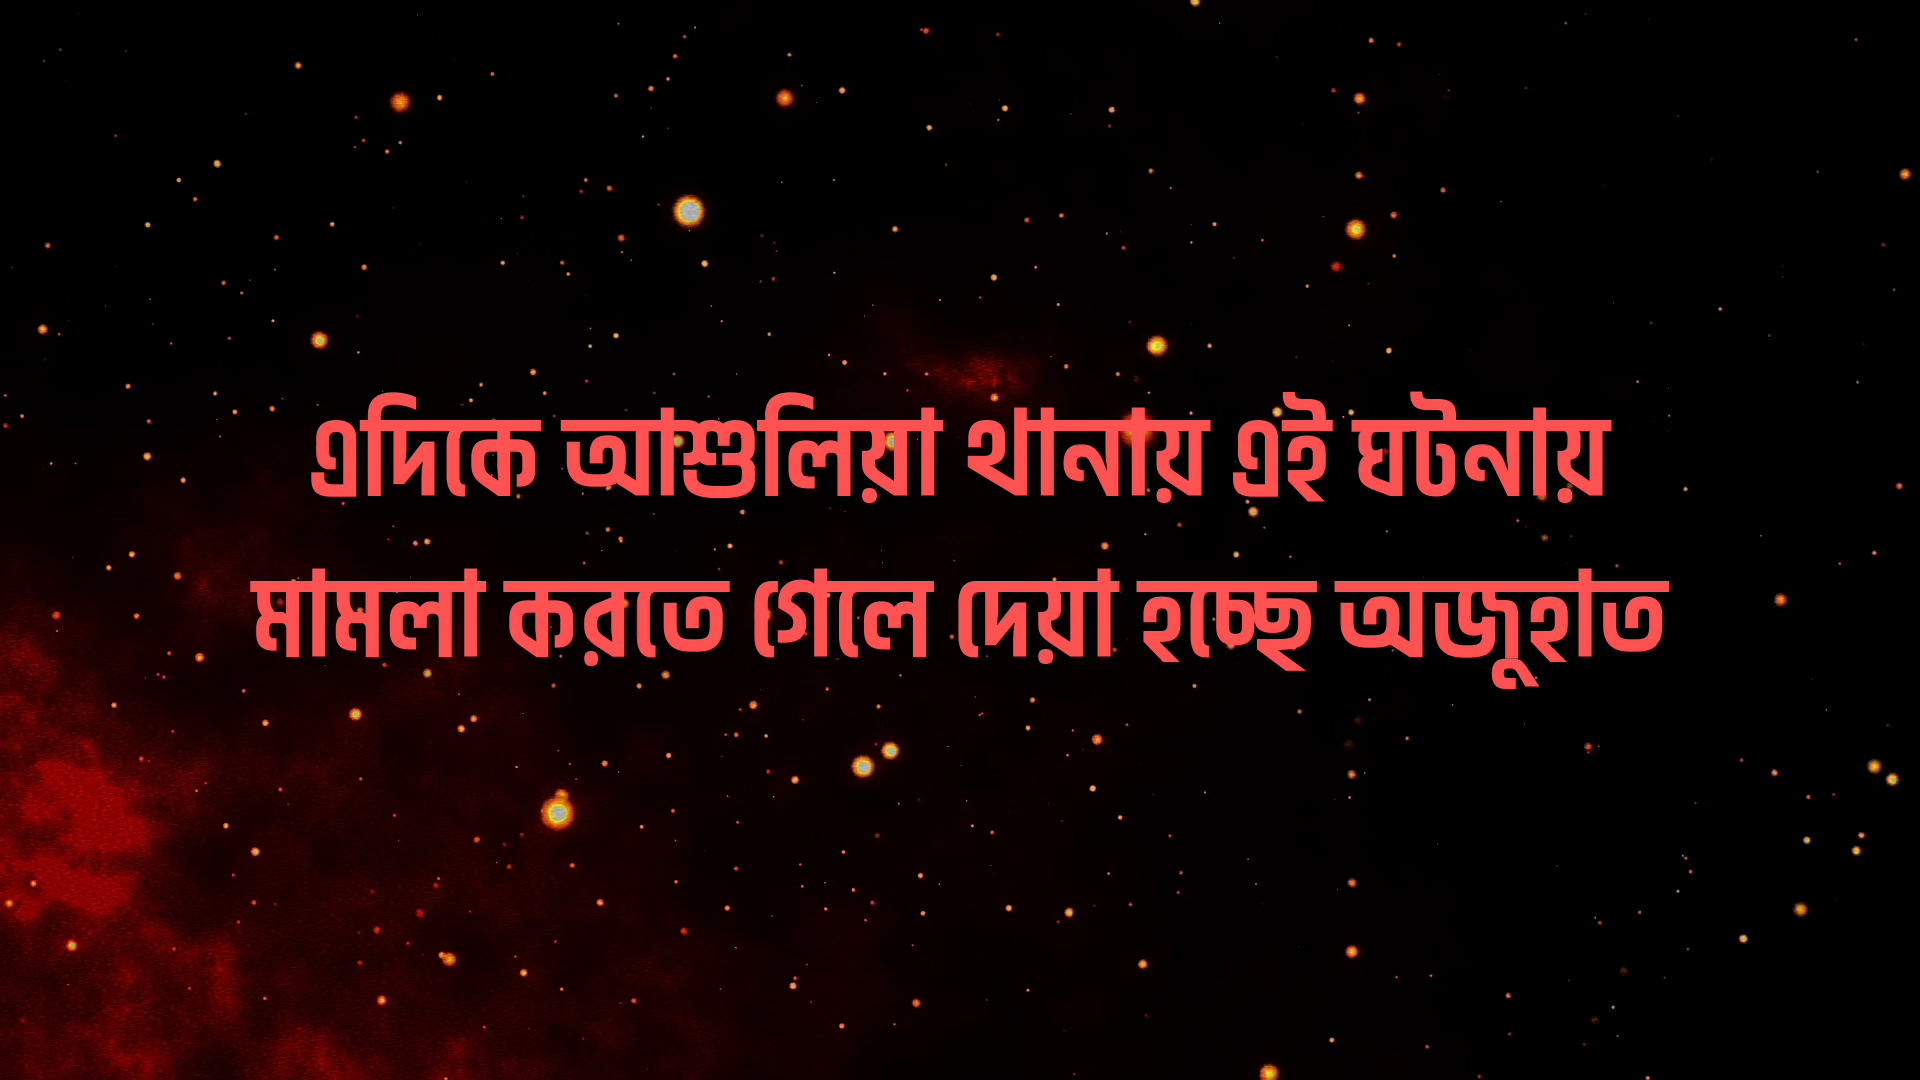 এদিকে আশুলিয়া থানায় এই ঘটনায়
মামলা করতে গেলে দেয়া হচ্ছে অজূহাত